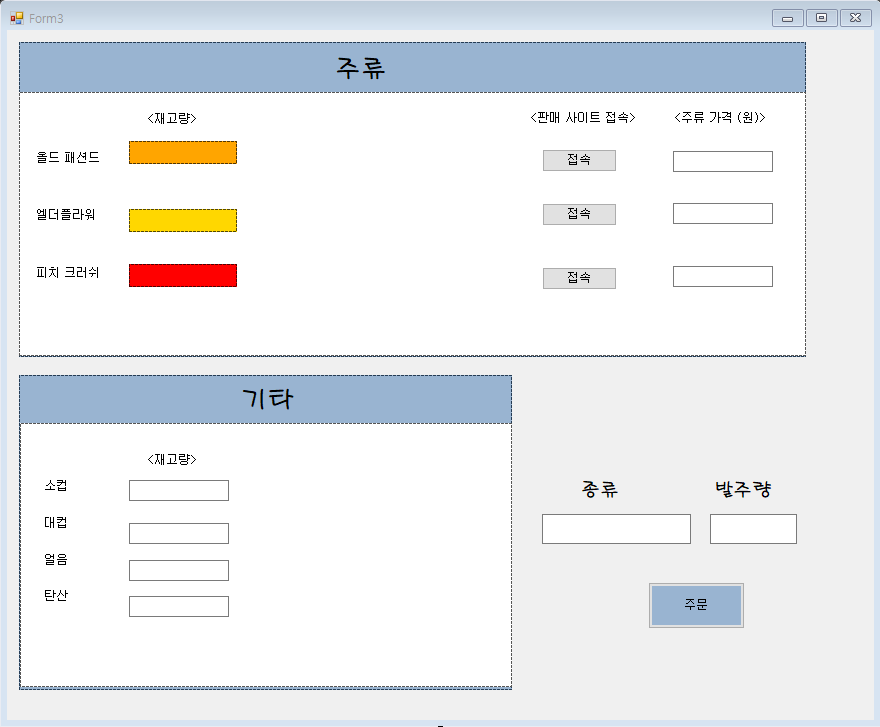 Form3
주류
<재고량> <판매 사이트 접속> <주류 가격 (원)>
올드 패션드 접속
엘더플라워 접속
피치 크러쉬 접속
기타
<재고량>
소컵
대컵
얼음
탄산
종류 발주량
주문